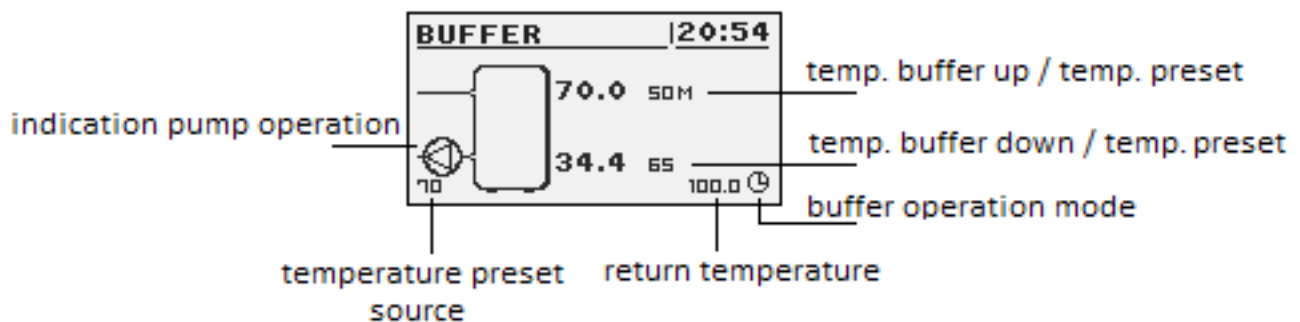 BUFFER |20:54
70.0 50M
temp. buffer up / temp. preset
indication pump operation
temp. buffer down / temp. preset
34.4 65
70
100.0
buffer operation mode
temperature preset
source
return temperature